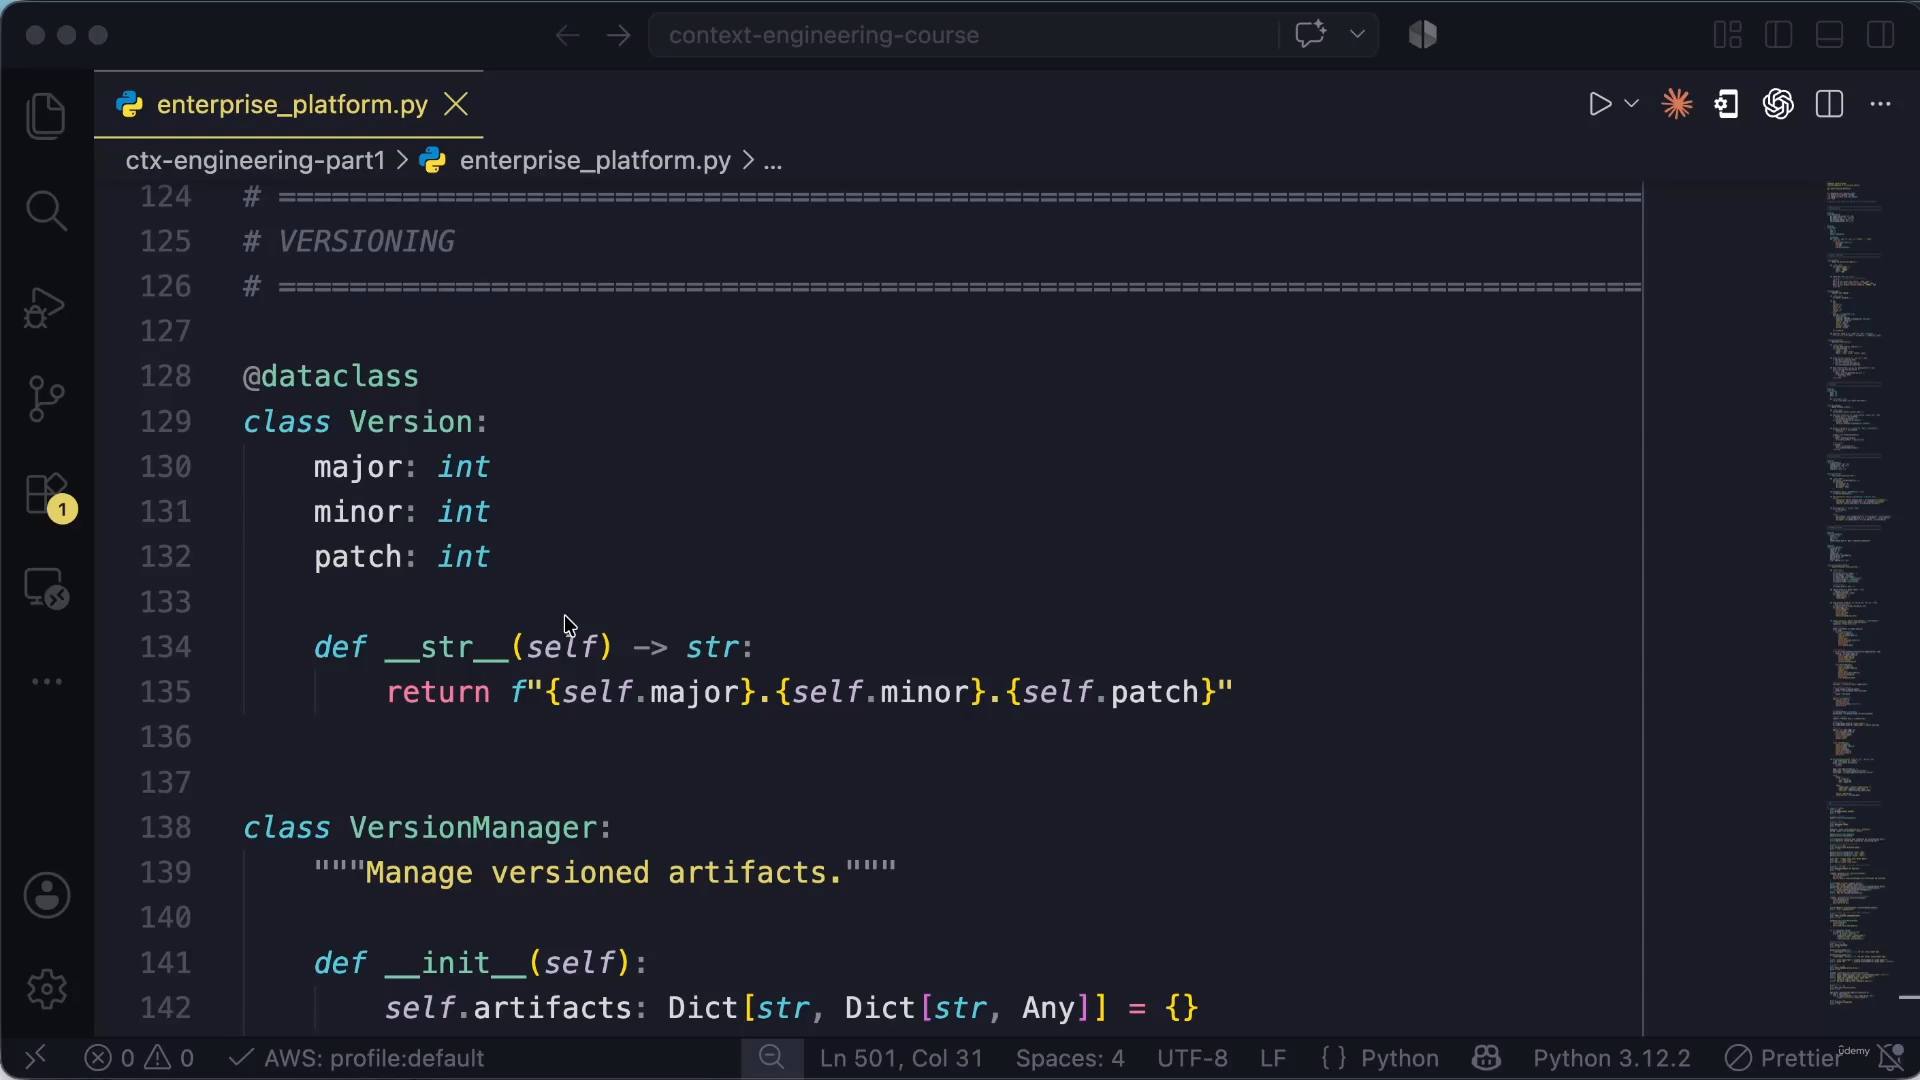 context-engineering-course
enterprise_platform.py
ctx-engineering-part1 > enterprise_platform.py > ...
124 # =============================================================================
125 # VERSIONING
126 # =============================================================================
127
128 @dataclass
129 class Version:
130 major: int
131 minor: int
132 patch: int
133
134 def __str__(self) -> str:
135 return f"{self.major}.{self.minor}.{self.patch}"
136
137
138 class VersionManager:
139 """Manage versioned artifacts."""
140
141 def __init__(self):
142 self.artifacts: Dict[str, Dict[str, Any]] = {}
1
0 0 AWS: profile:default Ln 501, Col 31 Spaces: 4 UTF-8 LF { } Python Python 3.12.2 Prettier
ûdemy